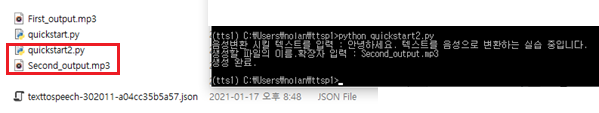 First_output.mp3
quickstart.py
quickstart2.py
Second_output.mp3
texttospeech-302011-a04cc35b5a57.json 2021-01-17 오후 8:48 JSON File
(tts1) C:\Users\nolan\ttsp1>python quickstart2.py
음성변환 시킬 텍스트를 입력 : 안녕하세요. 텍스트를 음성으로 변환하는 실습 중입니다.
생성할 파일의 이름.확장자 입력 : Second_output.mp3
생성 완료.
(tts1) C:\Users\nolan\ttsp1>